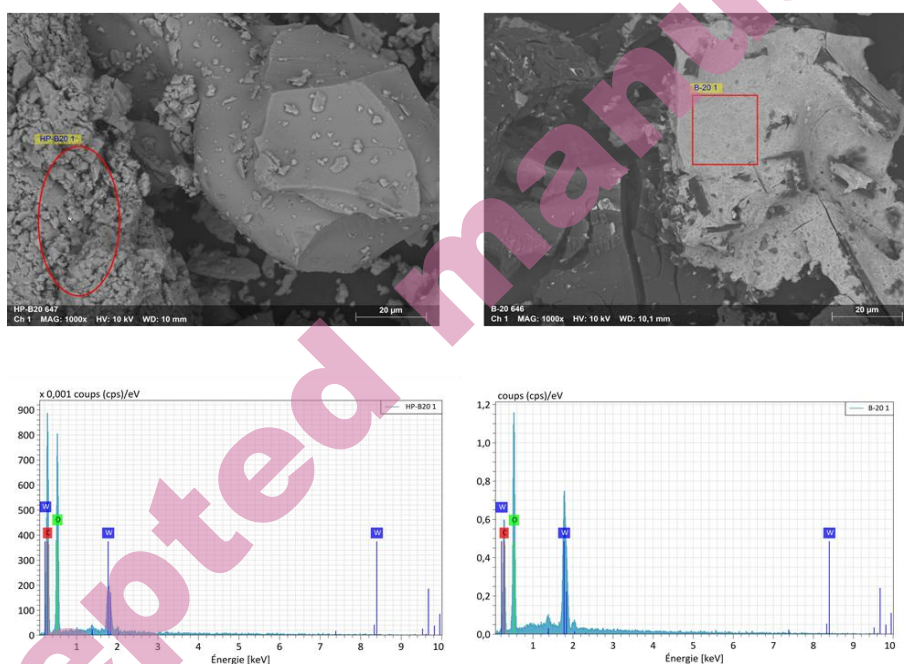 HP-B20 1
HP-B20 647
Ch 1 MAG: 1000x HV: 10 kV WD: 10 mm
20 µm
B-20 1
B-20 646
Ch 1 MAG: 1000x HV: 10 kV WD: 10,1 mm
20 µm
x 0,001 coups (cps)/eV
HP-B20 1
900
800
700
600
500
400
300
200
100
0
W
C
O
W
W
1 2 3 4 5 6 7 8 9 10
Énergie [keV]
coups (cps)/eV
B-20 1
1,2
1,0
0,8
0,6
0,4
0,2
0,0
W
C
O
W
W
1 2 3 4 5 6 7 8 9 10
Énergie [keV]
epted manu